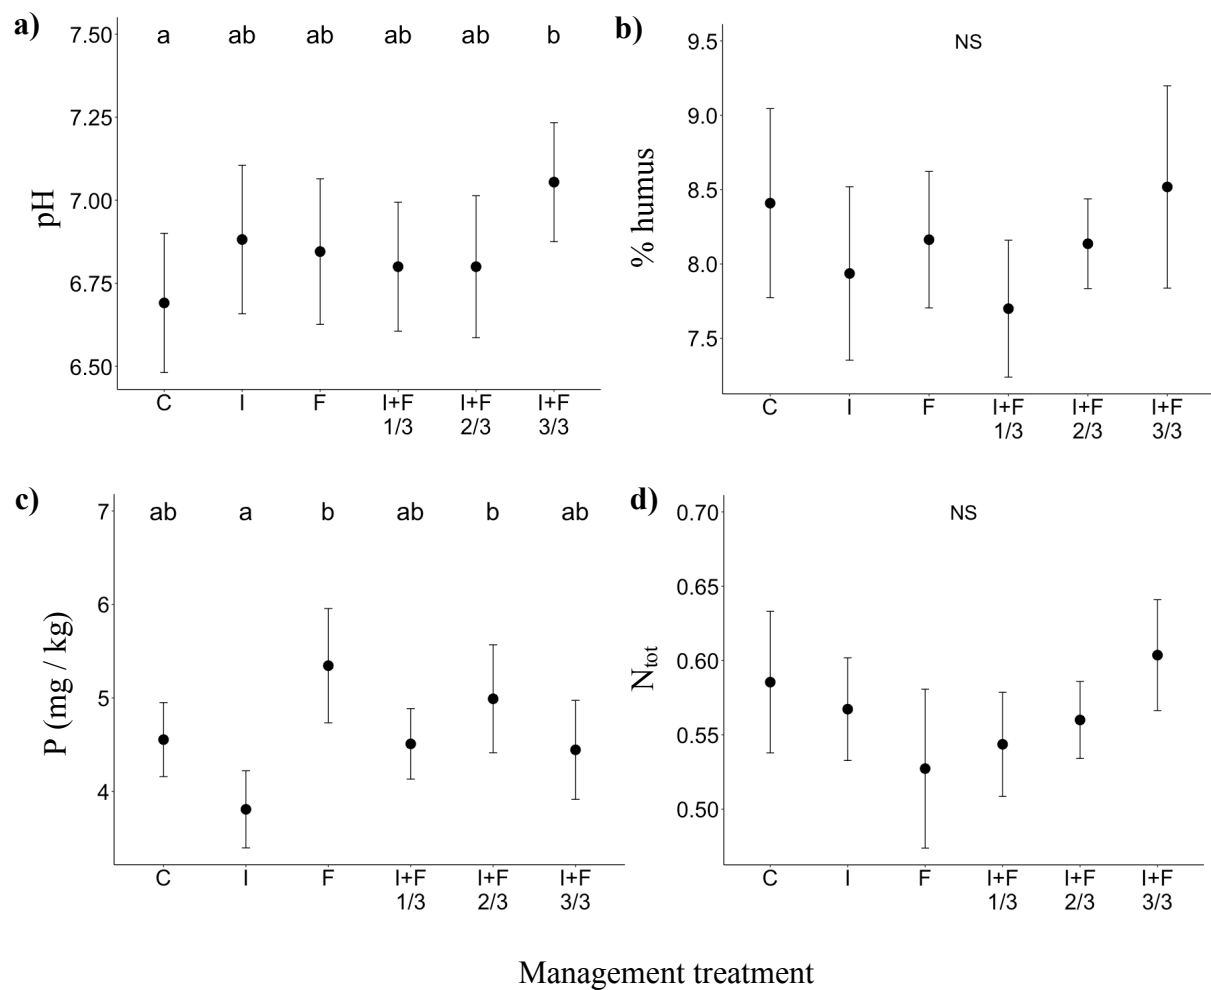 a)
7.50
7.25
7.00
6.75
6.50
pH
a ab ab ab ab b
C I F I+F I+F I+F
1/3 2/3 3/3
b)
9.5
9.0
8.5
8.0
7.5
% humus
NS
C I F I+F I+F I+F
1/3 2/3 3/3
c)
7
6
5
4
P (mg / kg)
ab a b ab b ab
C I F I+F I+F I+F
1/3 2/3 3/3
d)
0.70
0.65
0.60
0.55
0.50
Ntot
NS
C I F I+F I+F I+F
1/3 2/3 3/3
Management treatment